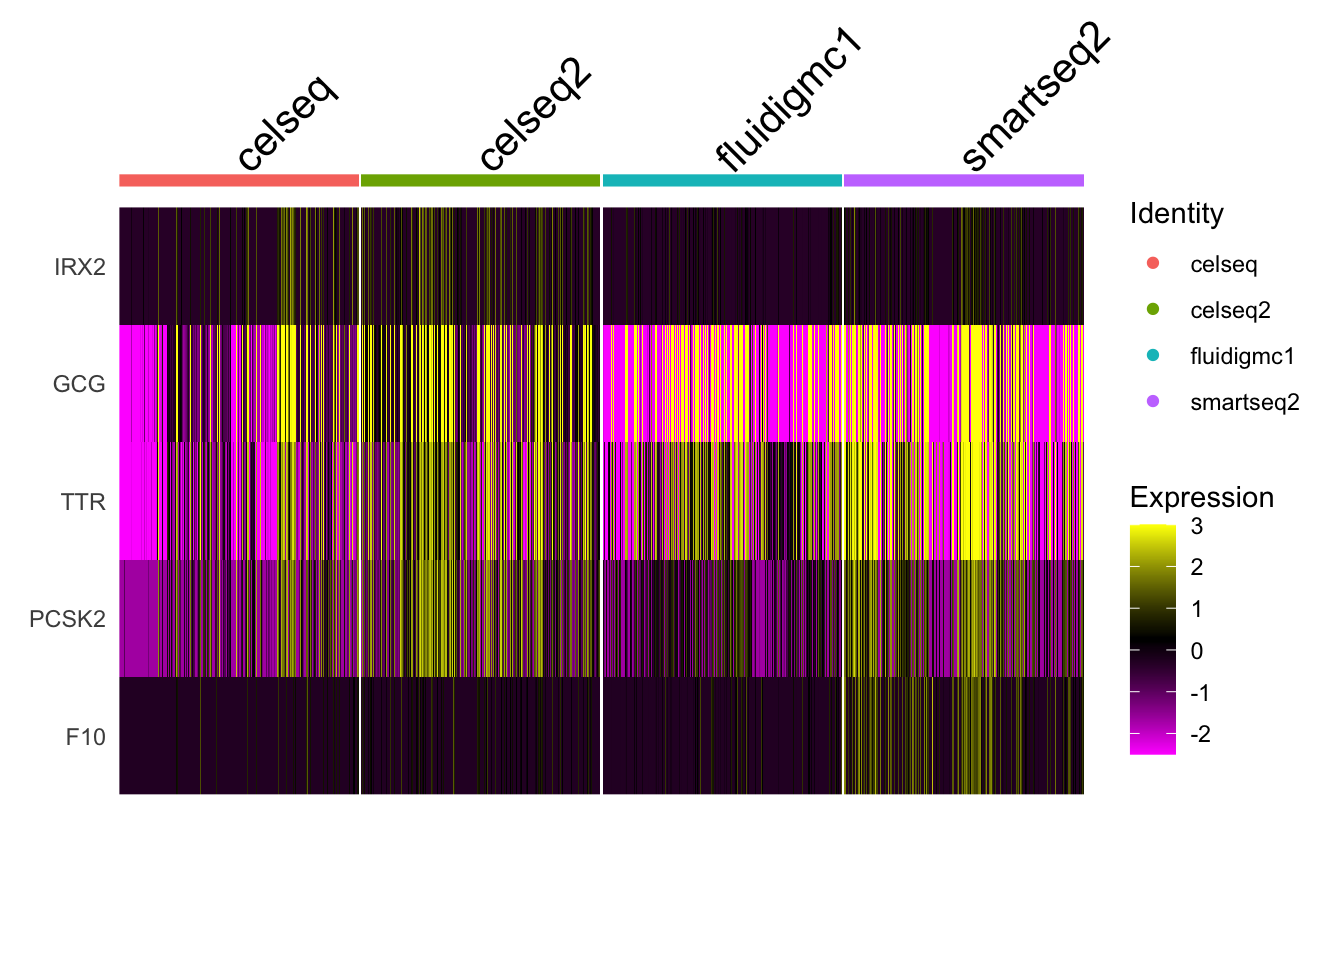 celseq
celseq2
fluidigmc1
smartseq2
IRX2
GCG
TTR
PCSK2
F10
Identity
celseq
celseq2
fluidigmc1
smartseq2
Expression
3
2
1
0
-1
-2